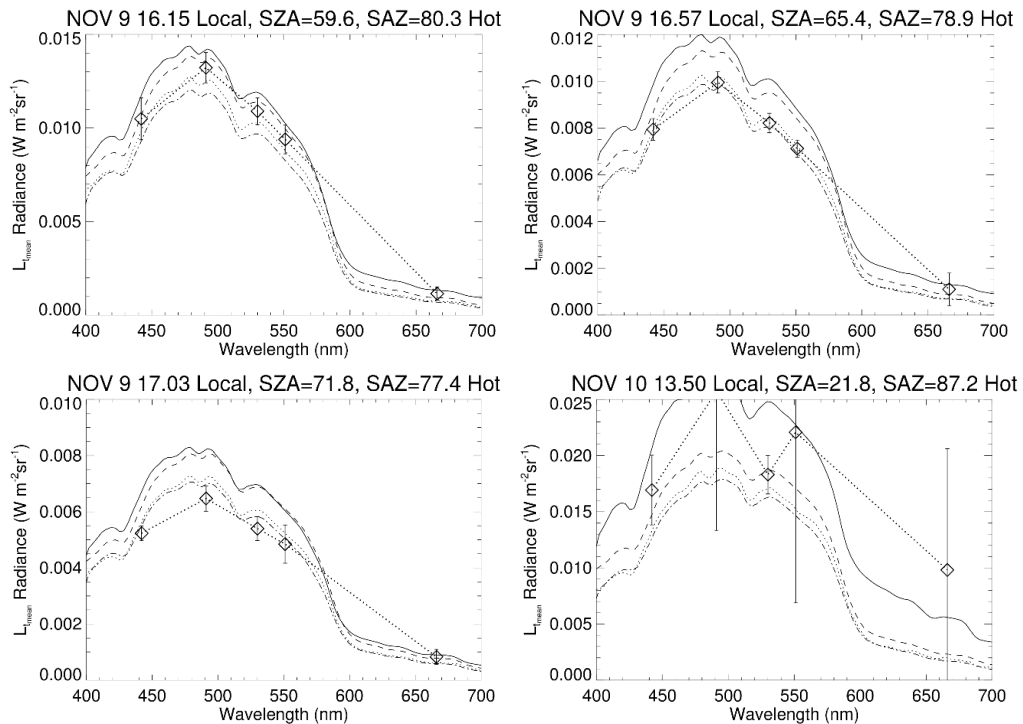 NOV 9 16.15 Local, SZA=59.6, SAZ=80.3 Hot
0.015
0.010
0.005
0.000
Ltmean Radiance (W m-2sr-1)
400 450 500 550 600 650 700
Wavelength (nm)
NOV 9 16.57 Local, SZA=65.4, SAZ=78.9 Hot
0.012
0.010
0.008
0.006
0.004
0.002
0.000
Ltmean Radiance (W m-2sr-1)
400 450 500 550 600 650 700
Wavelength (nm)
NOV 9 17.03 Local, SZA=71.8, SAZ=77.4 Hot
0.010
0.008
0.006
0.004
0.002
0.000
Ltmean Radiance (W m-2sr-1)
400 450 500 550 600 650 700
Wavelength (nm)
NOV 10 13.50 Local, SZA=21.8, SAZ=87.2 Hot
0.025
0.020
0.015
0.010
0.005
0.000
Ltmean Radiance (W m-2sr-1)
400 450 500 550 600 650 700
Wavelength (nm)